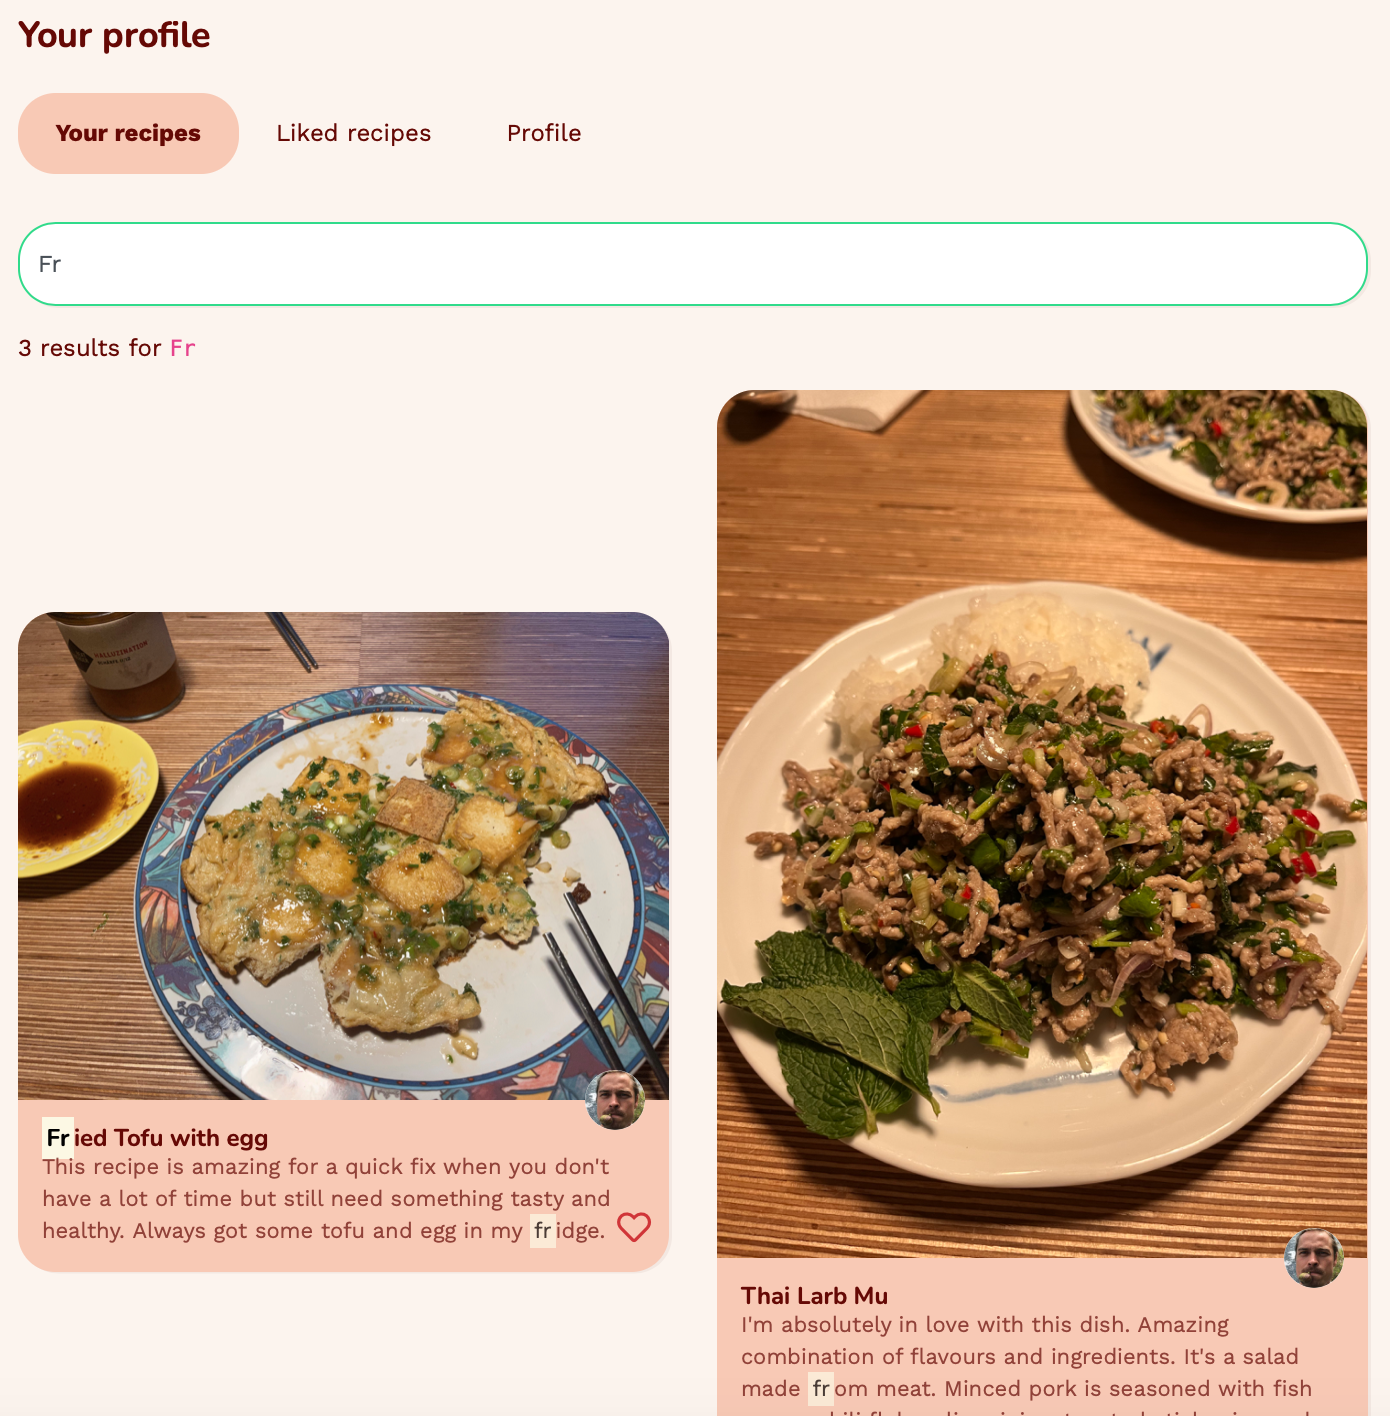 Your profile
Your recipes
Liked recipes
Profile
Fr
3 results for Fr
HALLUZINATION
Fried Tofu with egg
This recipe is amazing for a quick fix when you don't
have a lot of time but still need something tasty and
healthy. Always got some tofu and egg in my fridge.
Thai Larb Mu
I'm absolutely in love with this dish. Amazing
combination of flavours and ingredients. It's a salad
made from meat. Minced pork is seasoned with fish